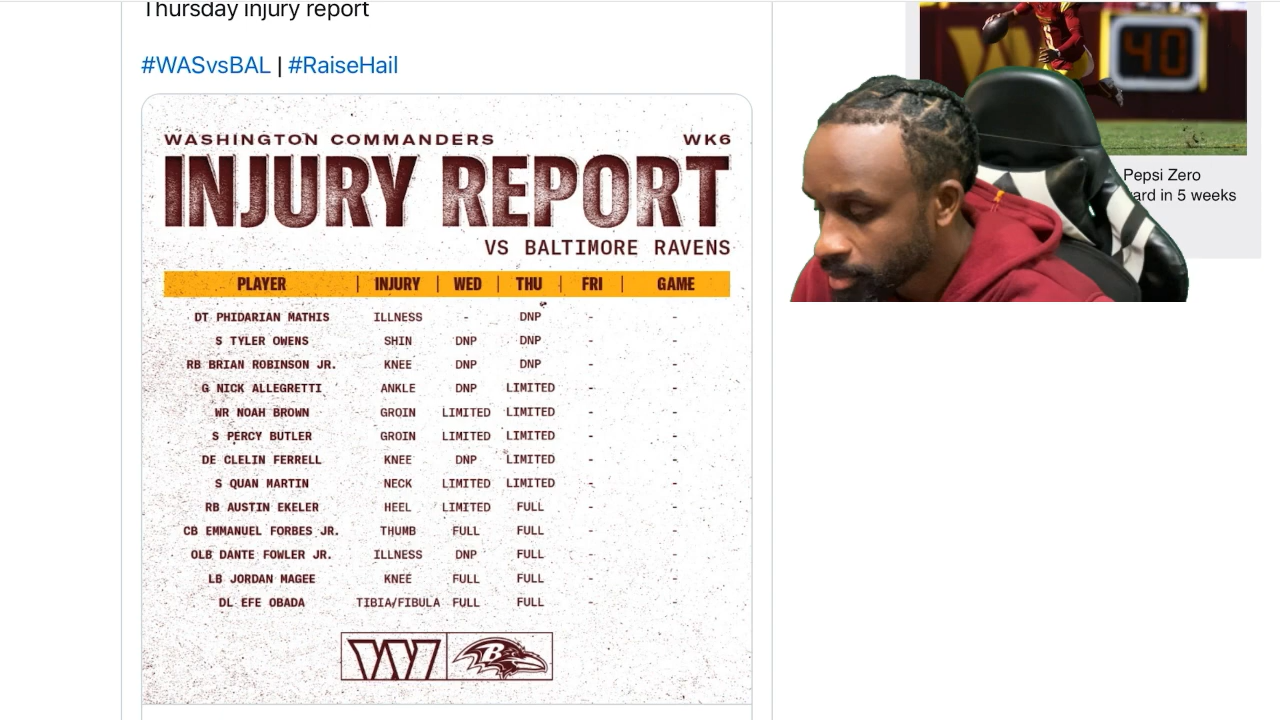 Thursday injury report
#WASvsBAL | #RaiseHail
WASHINGTON COMMANDERS WK6
INJURY REPORT
VS BALTIMORE RAVENS
PLAYER | INJURY | WED | THU | FRI | GAME
DT PHIDARIAN MATHIS ILLNESS - DNP - -
S TYLER OWENS SHIN DNP DNP - -
RB BRIAN ROBINSON JR. KNEE DNP DNP - -
G NICK ALLEGRETTI ANKLE DNP LIMITED - -
WR NOAH BROWN GROIN LIMITED LIMITED - -
S PERCY BUTLER GROIN LIMITED LIMITED - -
DE CLELIN FERRELL KNEE DNP LIMITED - -
S QUAN MARTIN NECK LIMITED LIMITED - -
RB AUSTIN EKELER HEEL LIMITED FULL - -
CB EMMANUEL FORBES JR. THUMB FULL FULL - -
OLB DANTE FOWLER JR. ILLNESS DNP FULL - -
LB JORDAN MAGEE KNEE FULL FULL - -
DL EFE OBADA TIBIA/FIBULA FULL FULL - -
W B
40
Pepsi Zero
in 5 weeks